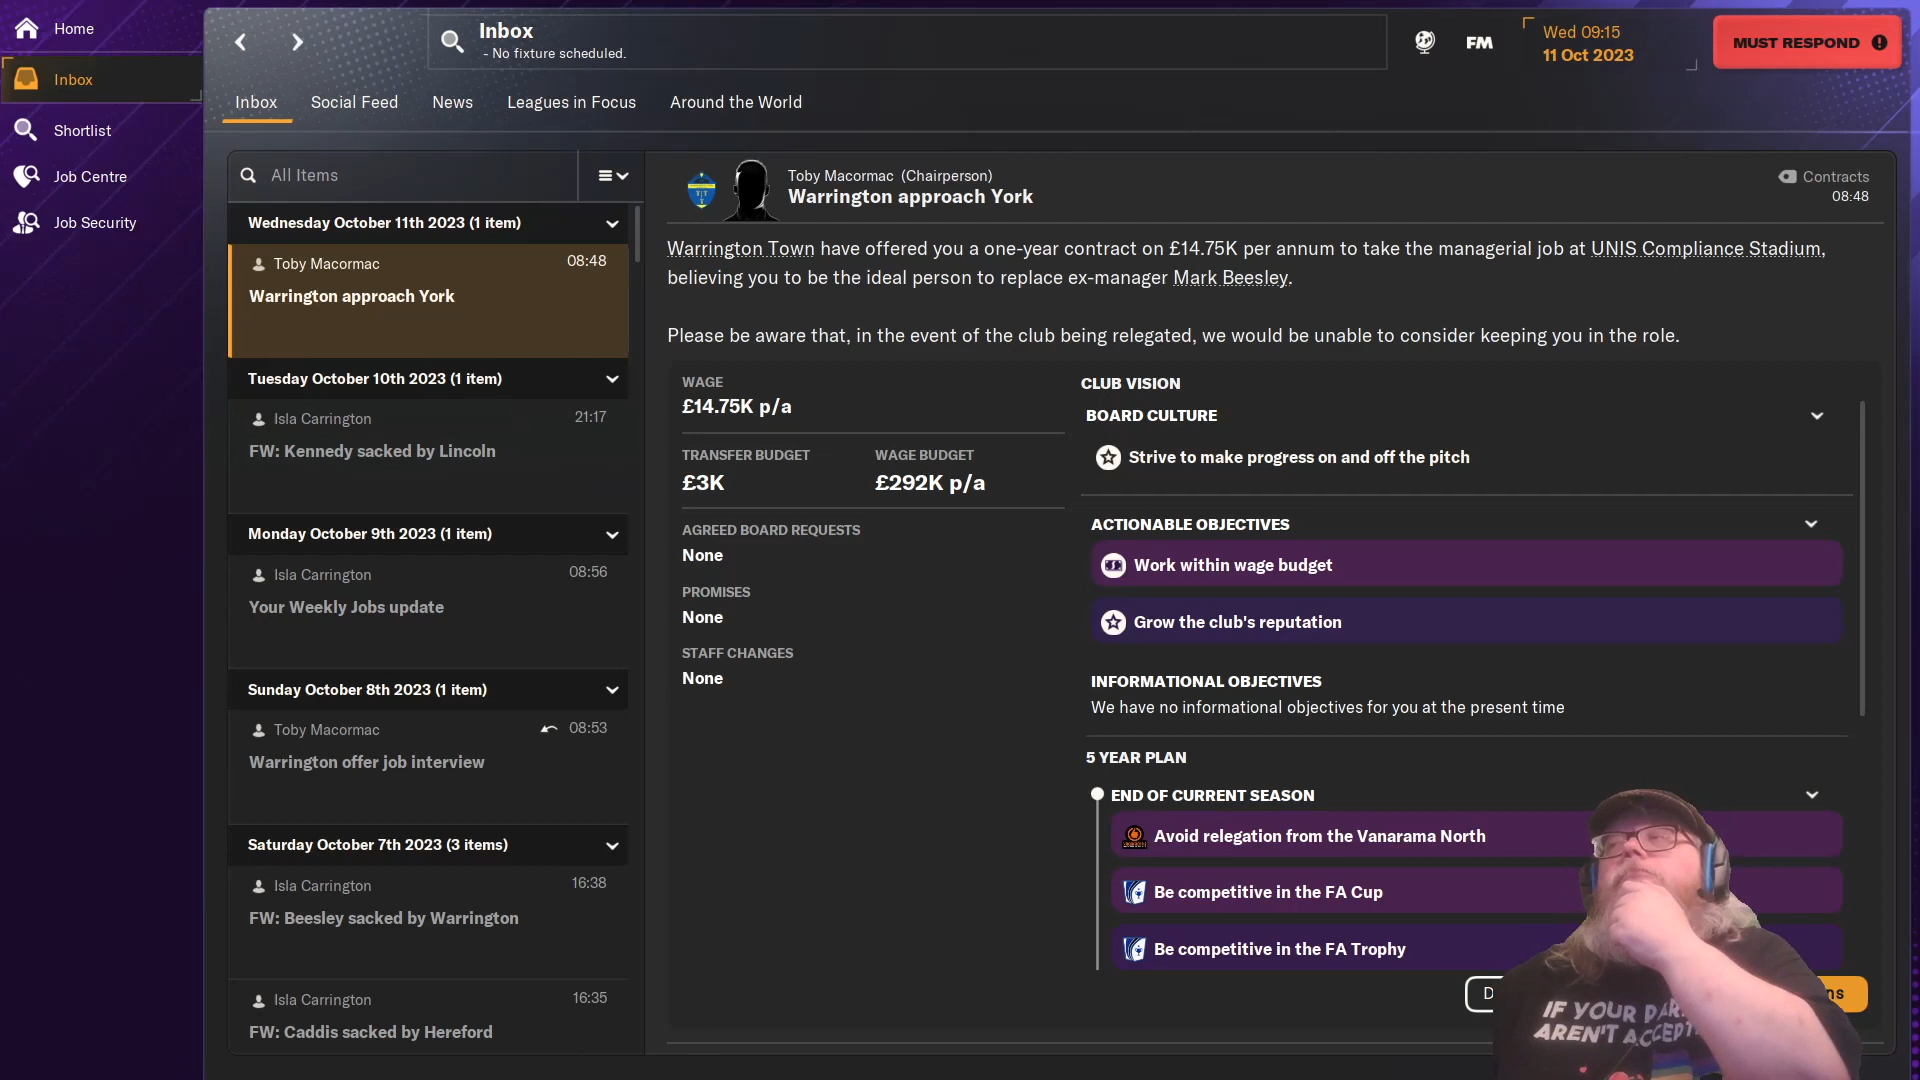 Home
Inbox
Shortlist
Job Centre
Job Security
Inbox
- No fixture scheduled.
FM
Wed 09:15
11 Oct 2023
MUST RESPOND
Inbox
Social Feed
News
Leagues in Focus
Around the World
All Items
Wednesday October 11th 2023 (1 item)
Toby Macormac
08:48
Warrington approach York
Tuesday October 10th 2023 (1 item)
Isla Carrington
21:17
FW: Kennedy sacked by Lincoln
Monday October 9th 2023 (1 item)
Isla Carrington
08:56
Your Weekly Jobs update
Sunday October 8th 2023 (1 item)
Toby Macormac
08:53
Warrington offer job interview
Saturday October 7th 2023 (3 items)
Isla Carrington
16:38
FW: Beesley sacked by Warrington
Isla Carrington
16:35
FW: Caddis sacked by Hereford
Toby Macormac (Chairperson)
Warrington approach York
Contracts
08:48
Warrington Town have offered you a one-year contract on £14.75K per annum to take the managerial job at UNIS Compliance Stadium,
believing you to be the ideal person to replace ex-manager Mark Beesley.
Please be aware that, in the event of the club being relegated, we would be unable to consider keeping you in the role.
WAGE
£14.75K p/a
TRANSFER BUDGET
£3K
WAGE BUDGET
£292K p/a
AGREED BOARD REQUESTS
None
PROMISES
None
STAFF CHANGES
None
CLUB VISION
BOARD CULTURE
Strive to make progress on and off the pitch
ACTIONABLE OBJECTIVES
Work within wage budget
Grow the club's reputation
INFORMATIONAL OBJECTIVES
We have no informational objectives for you at the present time
5 YEAR PLAN
END OF CURRENT SEASON
Avoid relegation from the Vanarama North
Be competitive in the FA Cup
Be competitive in the FA Trophy
IF YOUR
AREN'T